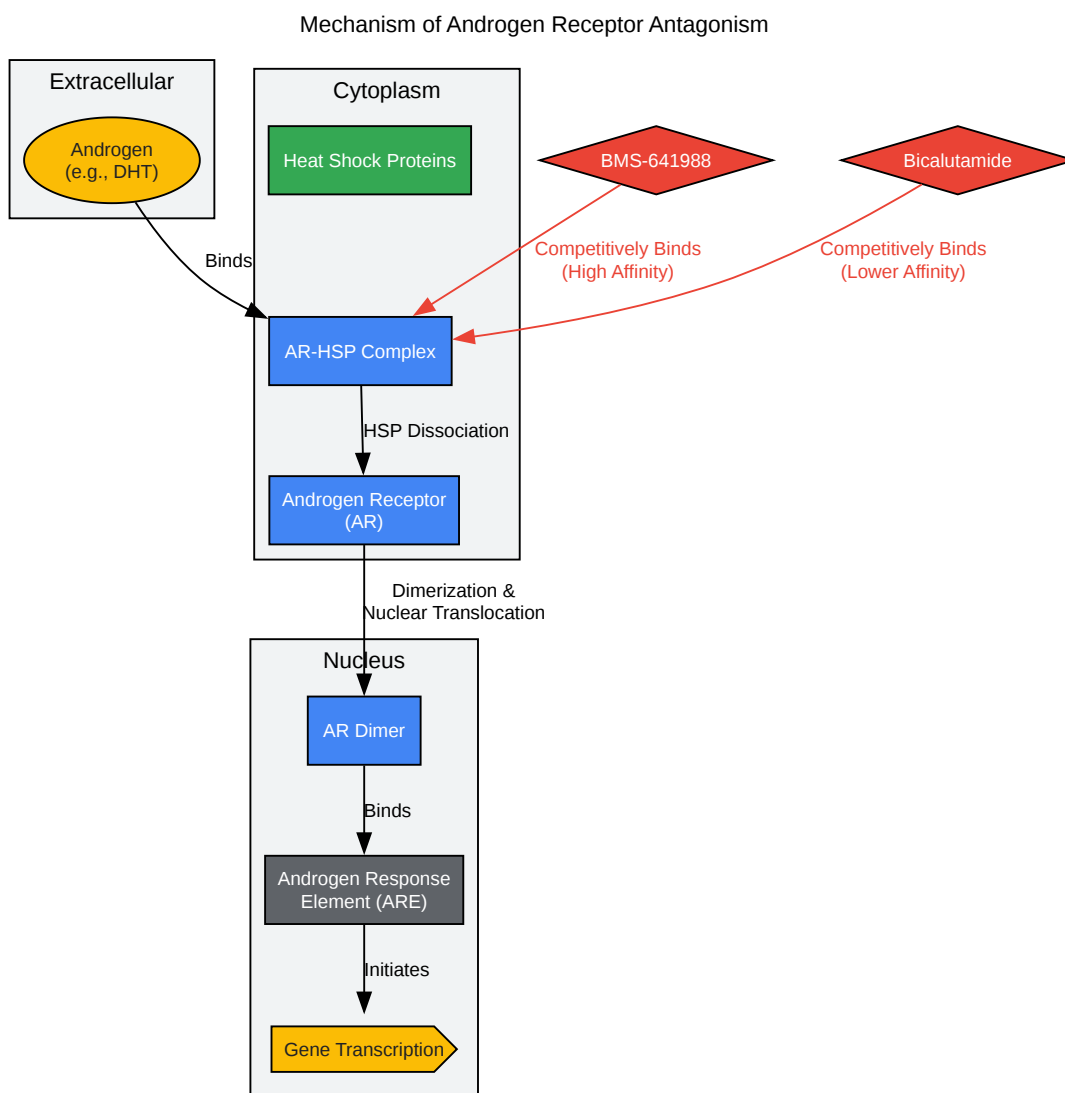 Mechanism of Androgen Receptor Antagonism
Extracellular
Cytoplasm
Androgen
(e.g., DHT)
Heat Shock Proteins
BMS-641988
Bicalutamide
Binds
Competitively Binds
(High Affinity)
Competitively Binds
(Lower Affinity)
AR-HSP Complex
HSP Dissociation
Androgen Receptor
(AR)
Dimerization &
Nuclear Translocation
Nucleus
AR Dimer
Binds
Androgen Response
Element (ARE)
Initiates
Gene Transcription